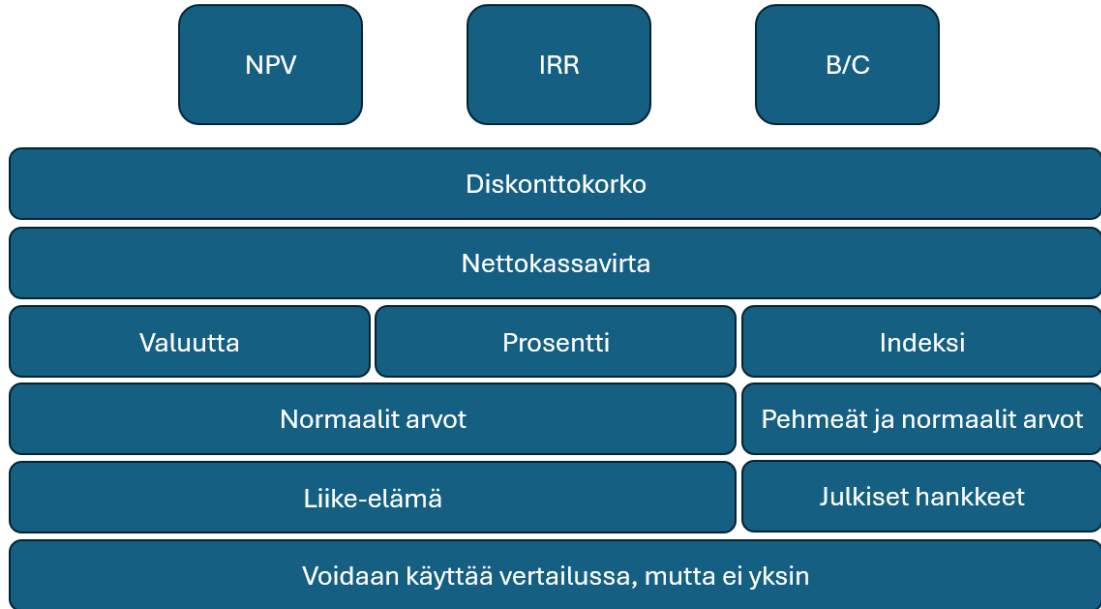 NPV
IRR
B/C
Diskonttokorko
Nettokassavirta
Valuutta
Prosentti
Indeksi
Normaalit arvot
Pehmeät ja normaalit arvot
Liike-elämä
Julkiset hankkeet
Voidaan käyttää vertailussa, mutta ei yksin